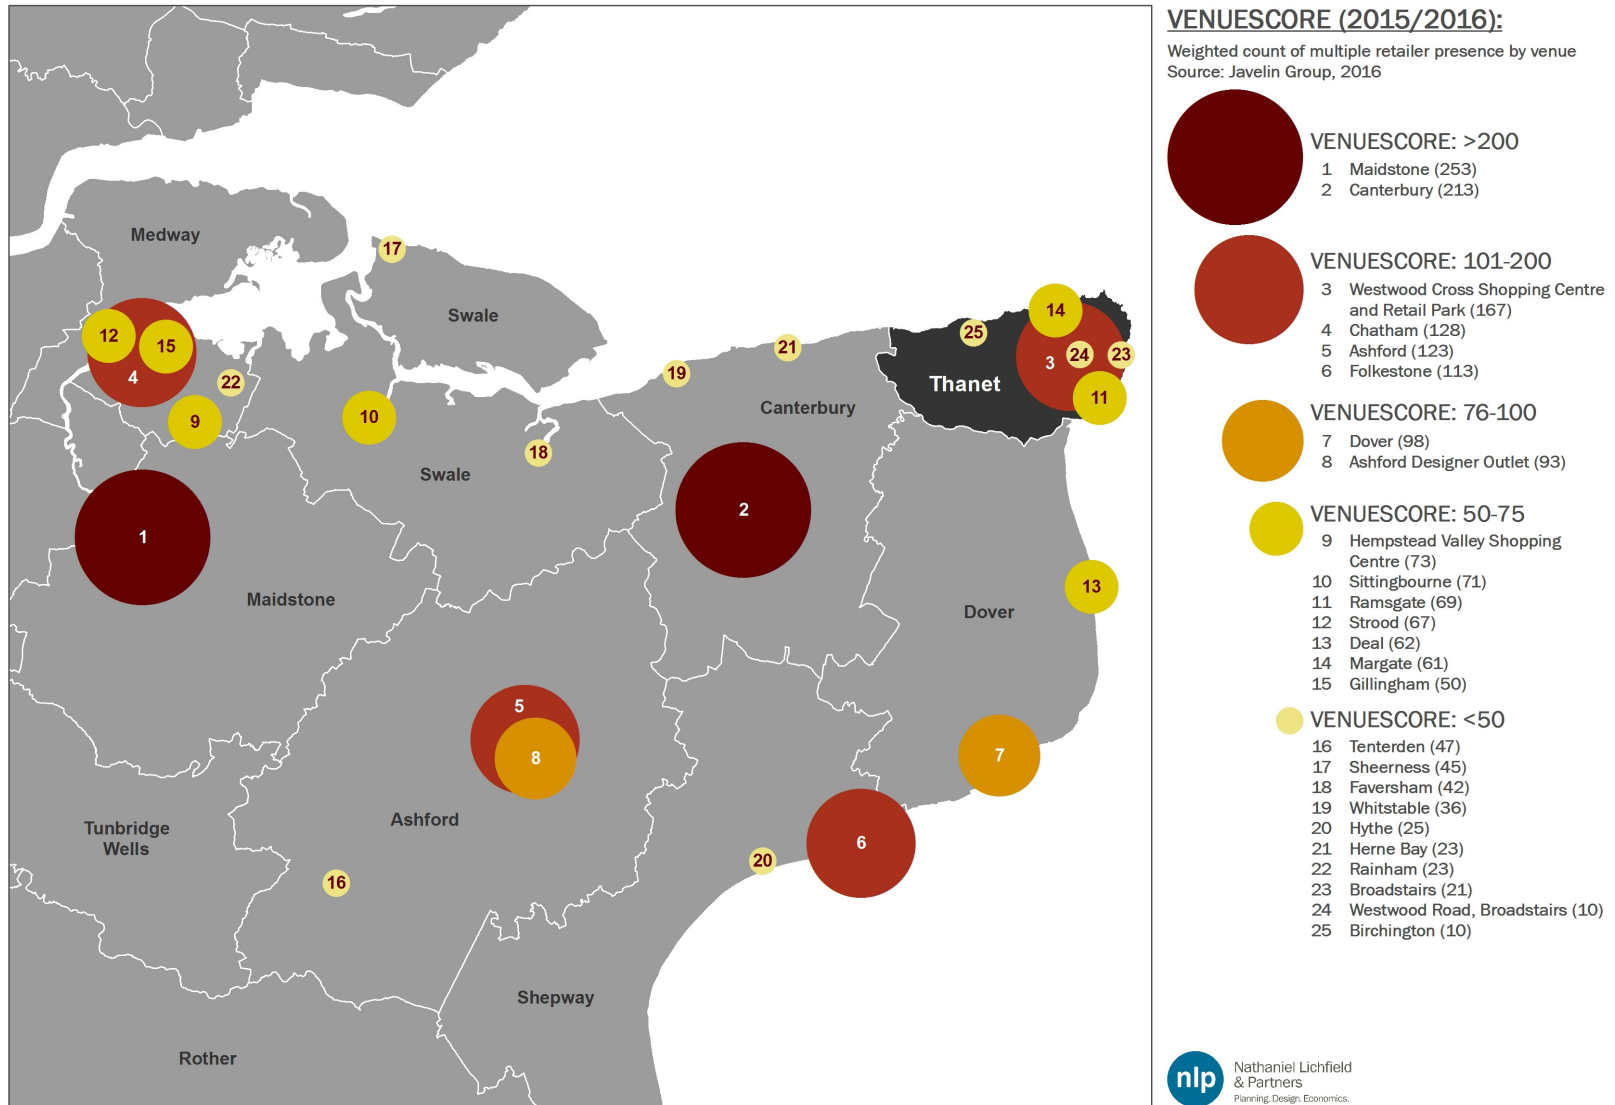 VENUESCORE (2015/2016):
Weighted count of multiple retailer presence by venue
Source: Javelin Group, 2016
VENUESCORE: >200
1 Maidstone (253)
2 Canterbury (213)
VENUESCORE: 101-200
3 Westwood Cross Shopping Centre
and Retail Park (167)
4 Chatham (128)
5 Ashford (123)
6 Folkestone (113)
VENUESCORE: 76-100
7 Dover (98)
8 Ashford Designer Outlet (93)
VENUESCORE: 50-75
9 Hempstead Valley Shopping
Centre (73)
10 Sittingbourne (71)
11 Ramsgate (69)
12 Strood (67)
13 Deal (62)
14 Margate (61)
15 Gillingham (50)
VENUESCORE: <50
16 Tenterden (47)
17 Sheerness (45)
18 Faversham (42)
19 Whitstable (36)
20 Hythe (25)
21 Herne Bay (23)
22 Rainham (23)
23 Broadstairs (21)
24 Westwood Road, Broadstairs (10)
25 Birchington (10)
nlp
Nathaniel Lichfield
& Partners
Planning. Design. Economics.
Medway
17
Swale
14
12
15
4
22
9
10
18
Swale
19
21
25
3
24
23
11
Thanet
Canterbury
1
2
Maidstone
13
Dover
5
8
7
Ashford
6
Tunbridge
Wells
20
16
Shepway
Rother